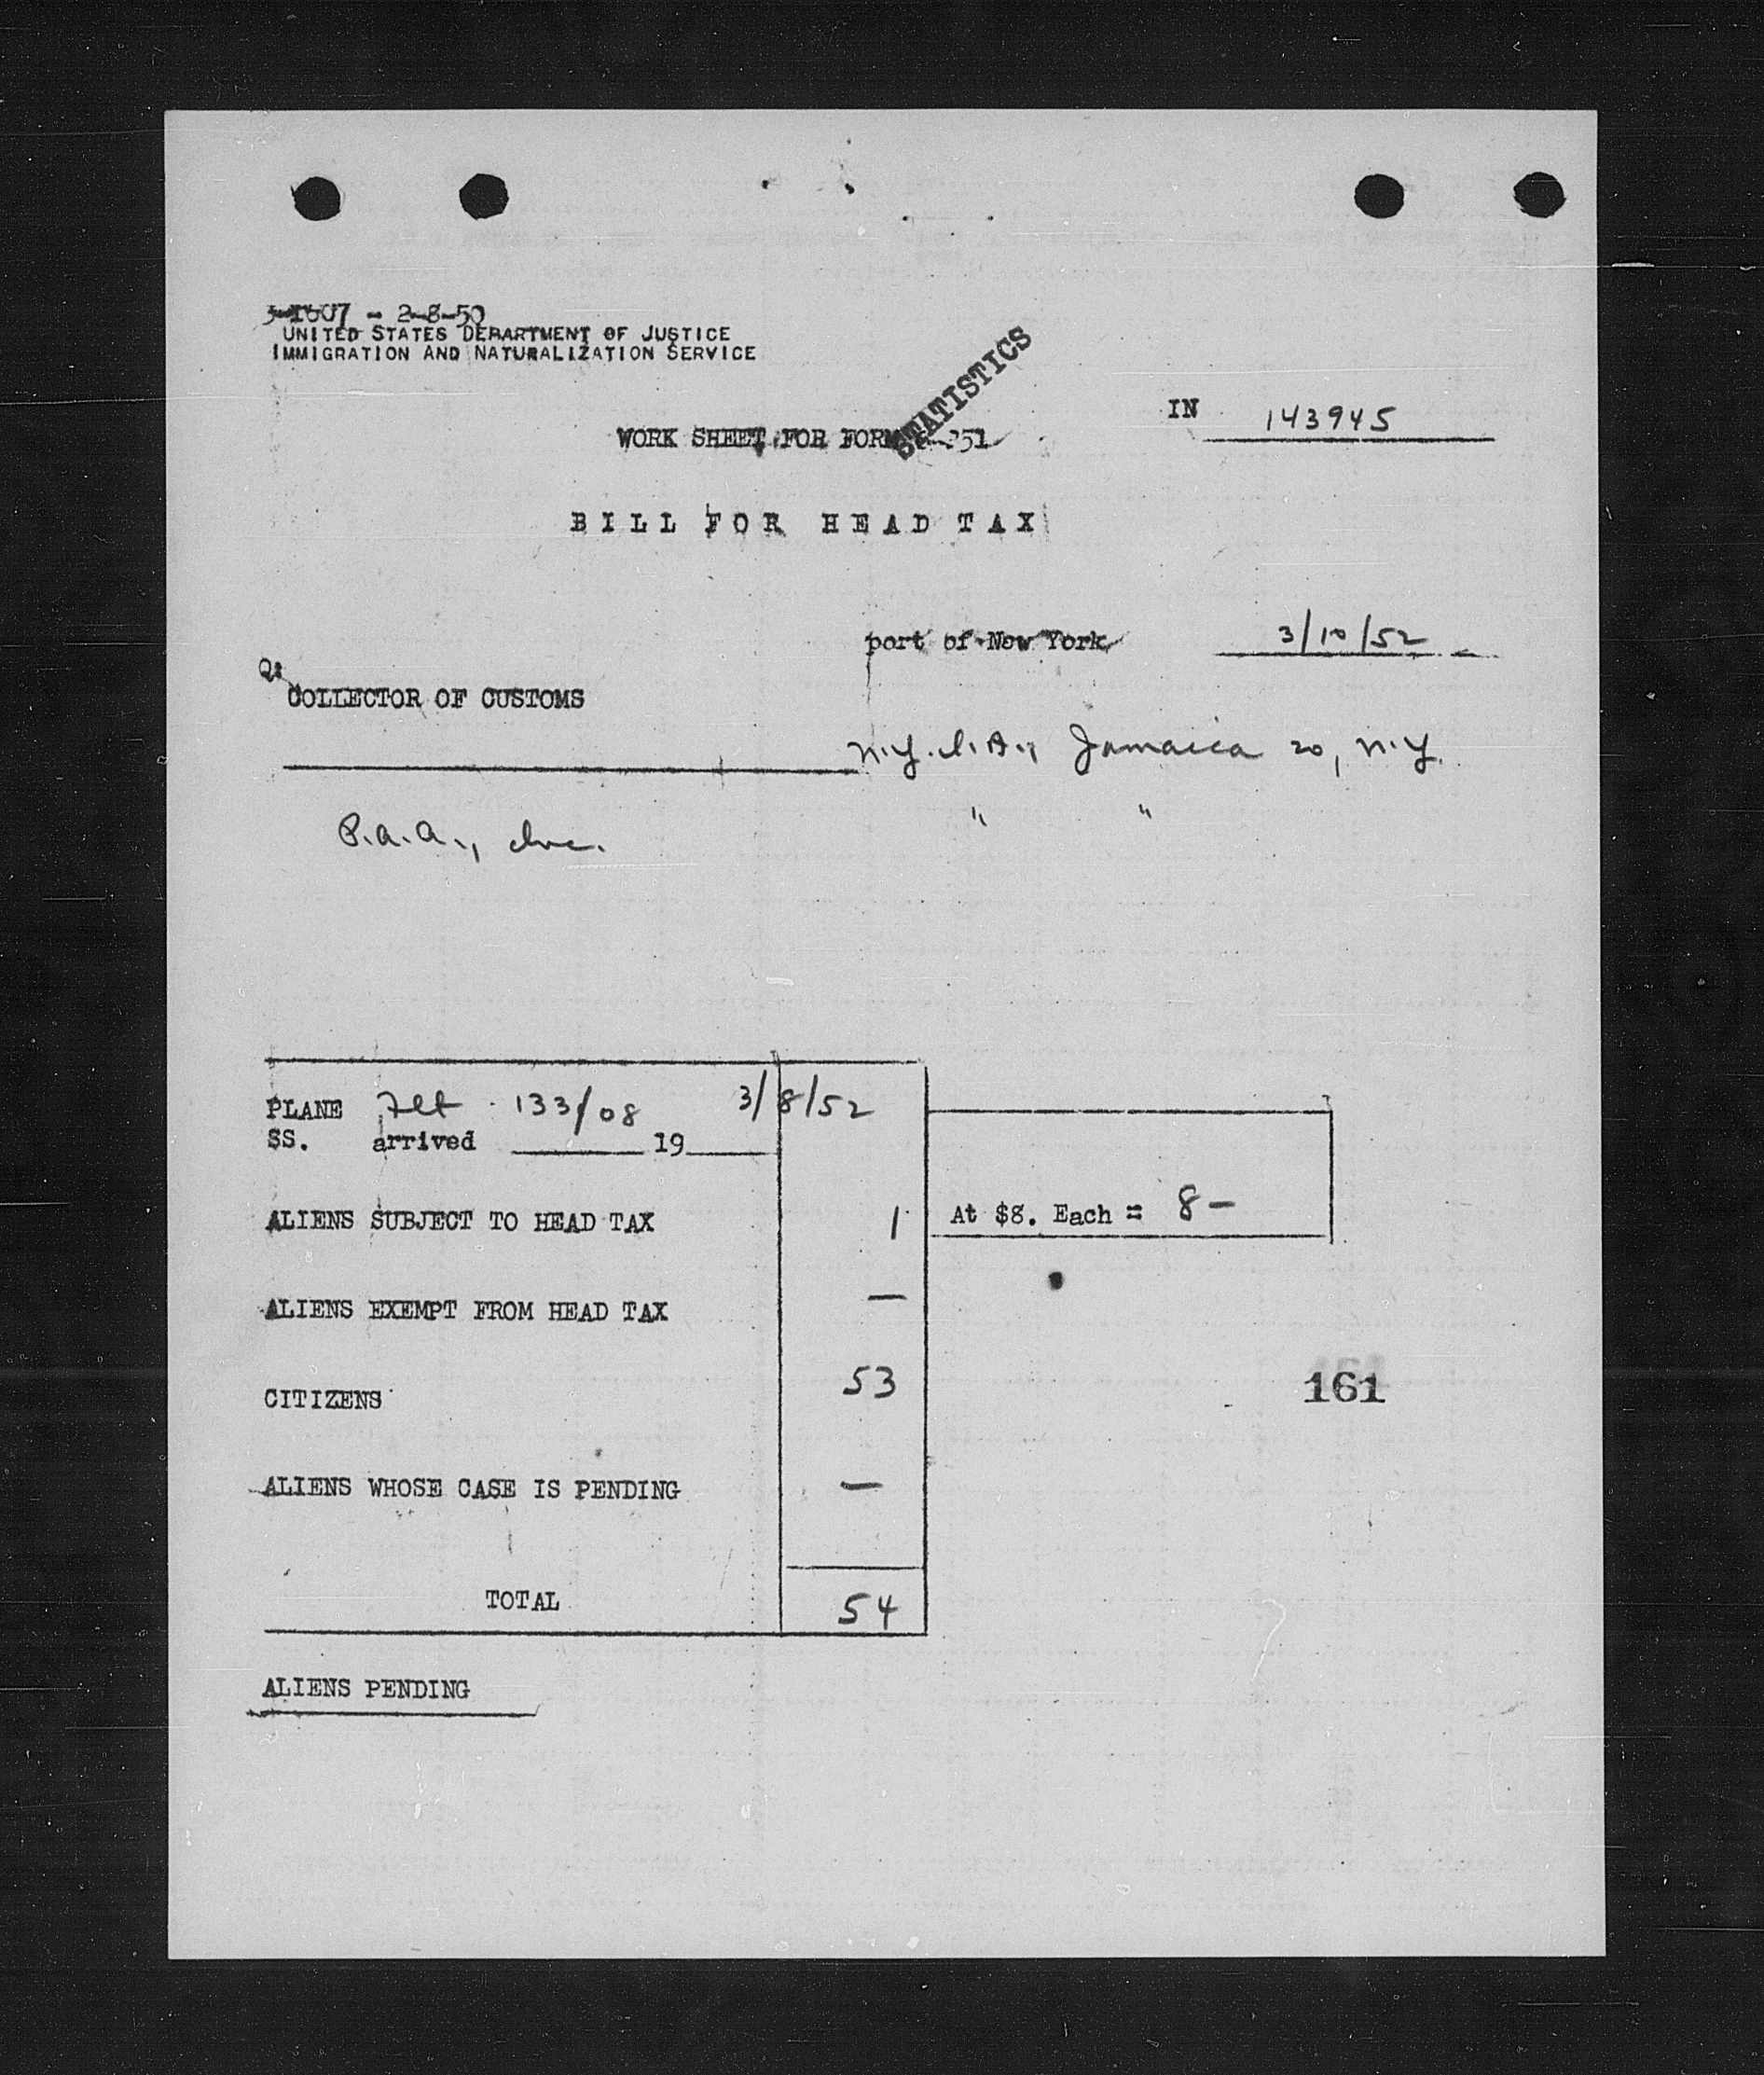 - 2-8-50
UNITED STATES DEPARTMENT OF JUSTICE
IMMIGRATION AND NATURALIZATION SERVICE
STATISTICS
IN 143945
WORK SHEET FOR FORM 351
BILL FOR HEAD TAX
port of New York 3/10/52
COLLECTOR OF CUSTOMS
N.Y.I.A., Jamaica 20, N.Y.
" "
P.A.A., Inc.
PLANE Flt 133/08 3/8/52
SS. arrived 19
ALIENS SUBJECT TO HEAD TAX 1 At $8. Each = 8 -
ALIENS EXEMPT FROM HEAD TAX —
CITIZENS 53
161
ALIENS WHOSE CASE IS PENDING —
TOTAL 54
ALIENS PENDING